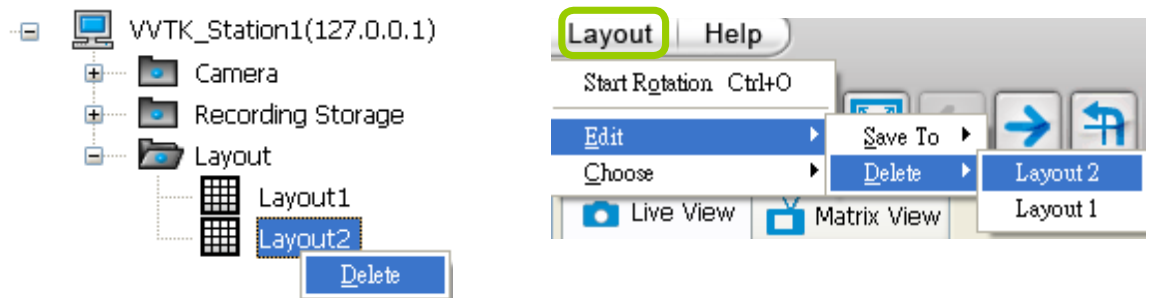 VVTK_Station1(127.0.0.1)
Camera
Recording Storage
Layout
Layout1
Layout2
Delete
Layout Help
Start Rotation Ctrl+O
Edit
Save To
Choose
Delete
Layout 2
Layout 1
Live View
Matrix View